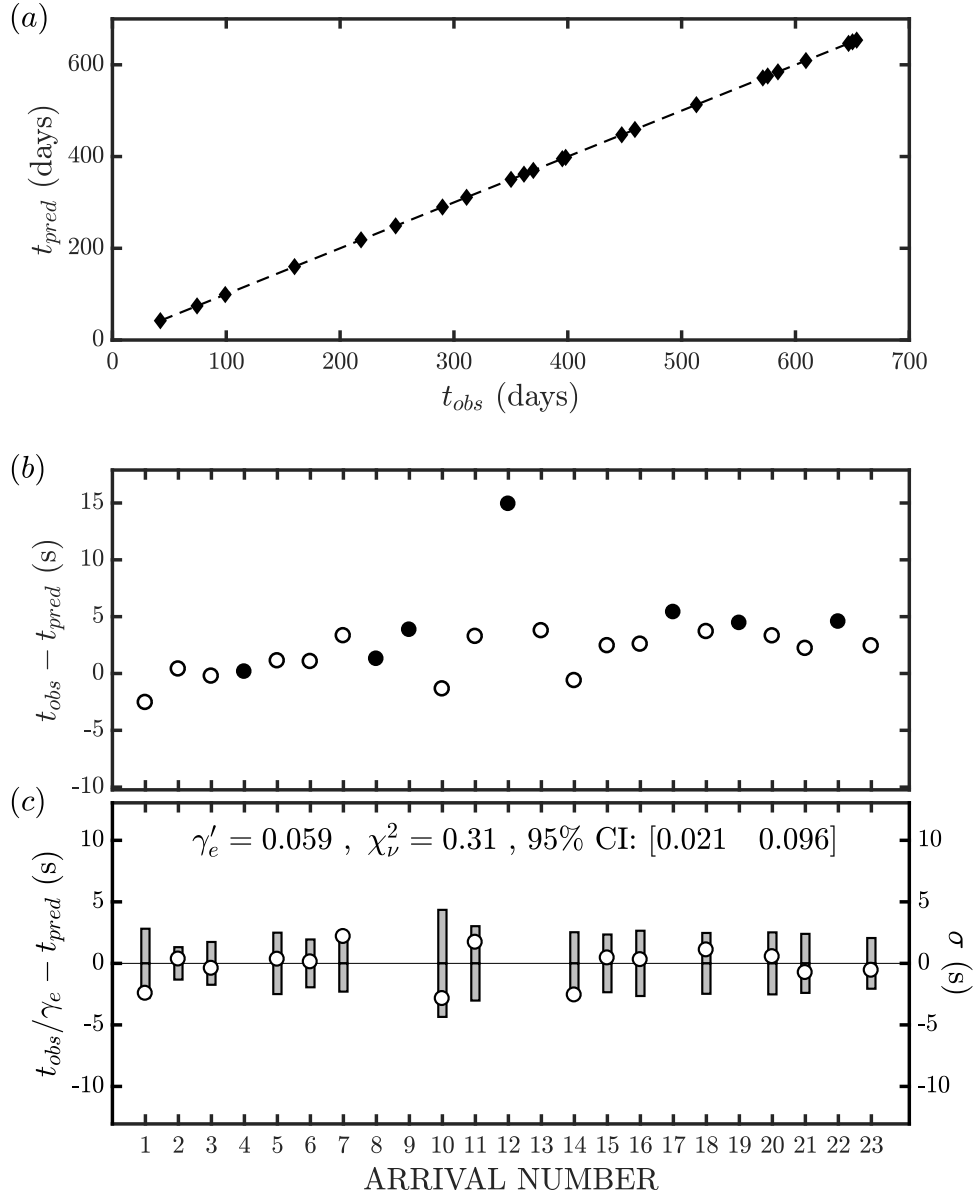 (a)
600
400
200
0
t_pred (days)
0 100 200 300 400 500 600 700
t_obs (days)
(b)
15
10
5
0
-5
-10
t_obs − t_pred (s)
(c)
γ′_e = 0.059 , χ²_ν = 0.31 , 95% CI: [0.021 0.096]
10
5
0
-5
-10
t_obs/γ_e − t_pred (s)
10
5
0
-5
-10
σ (s)
1 2 3 4 5 6 7 8 9 10 11 12 13 14 15 16 17 18 19 20 21 22 23
ARRIVAL NUMBER